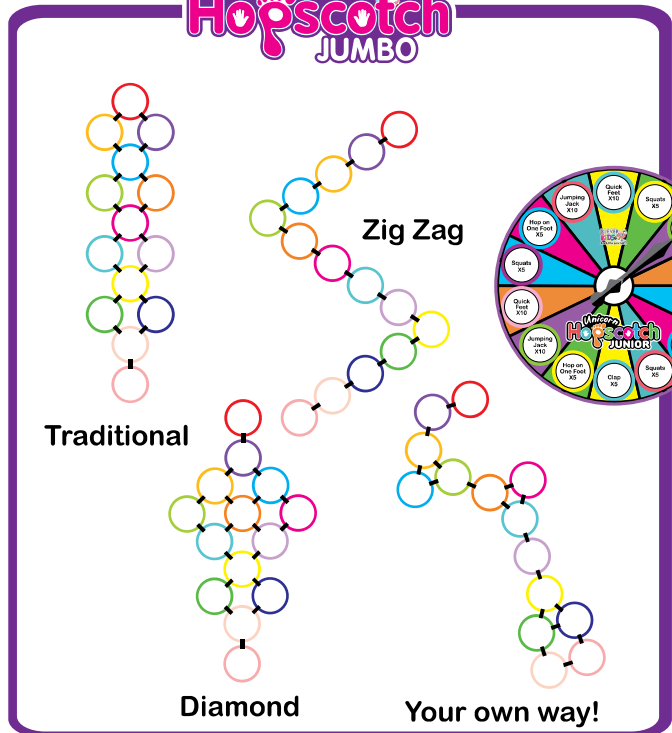 Hopscotch
JUMBO
Zig Zag
Traditional
Diamond
Your own way!
Quick
Feet
X10
Squats
X5
Jumping
Jack
X10
Hop on
One Foot
X5
Squats
X5
Quick
Feet
X10
Jumping
Jack
X10
Hop on
One Foot
X5
Clap
X5
Squats
X5
Unicorn
Hopscotch
JUNIOR